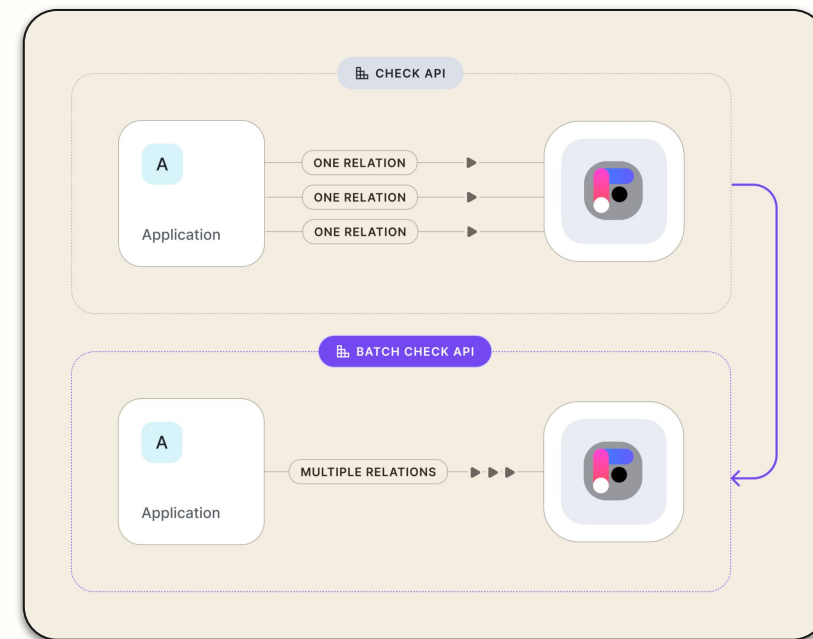 CHECK API
A
Application
ONE RELATION
ONE RELATION
ONE RELATION
BATCH CHECK API
A
Application
MULTIPLE RELATIONS